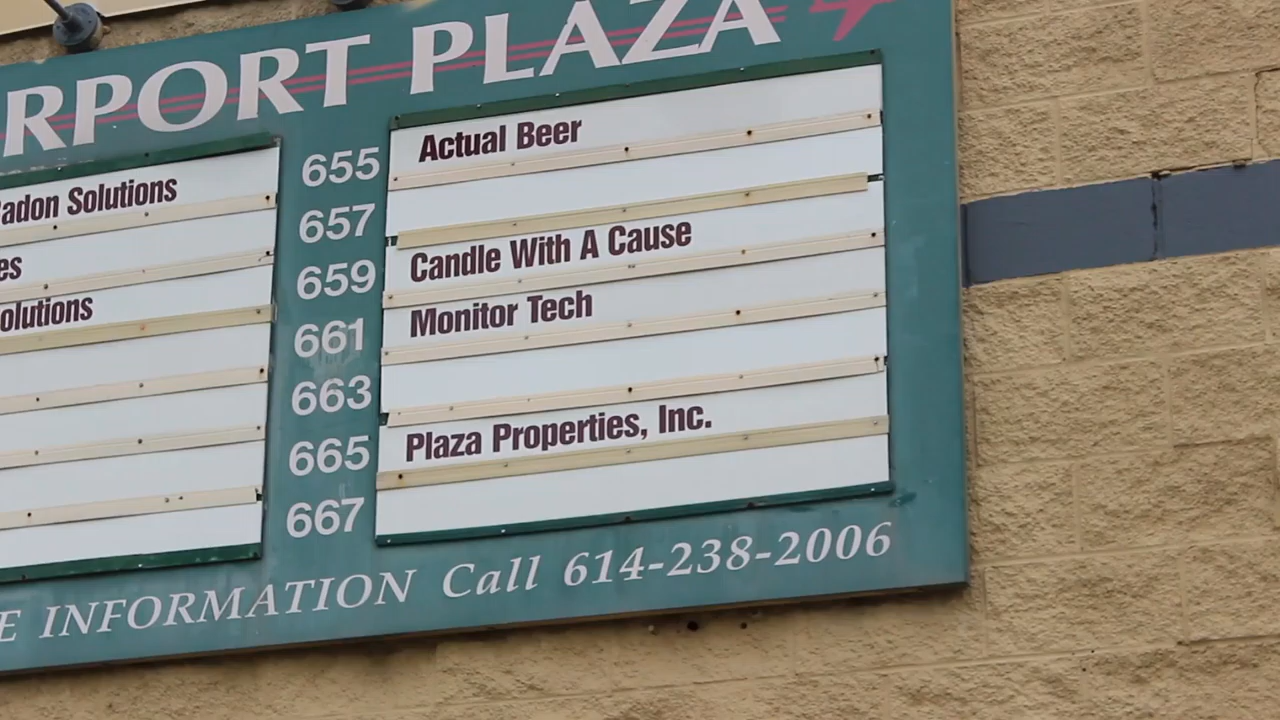 RPORT PLAZA
adon Solutions
es
olutions
655 Actual Beer
657
659 Candle With A Cause
661 Monitor Tech
663
665 Plaza Properties, Inc.
667
E INFORMATION Call 614-238-2006